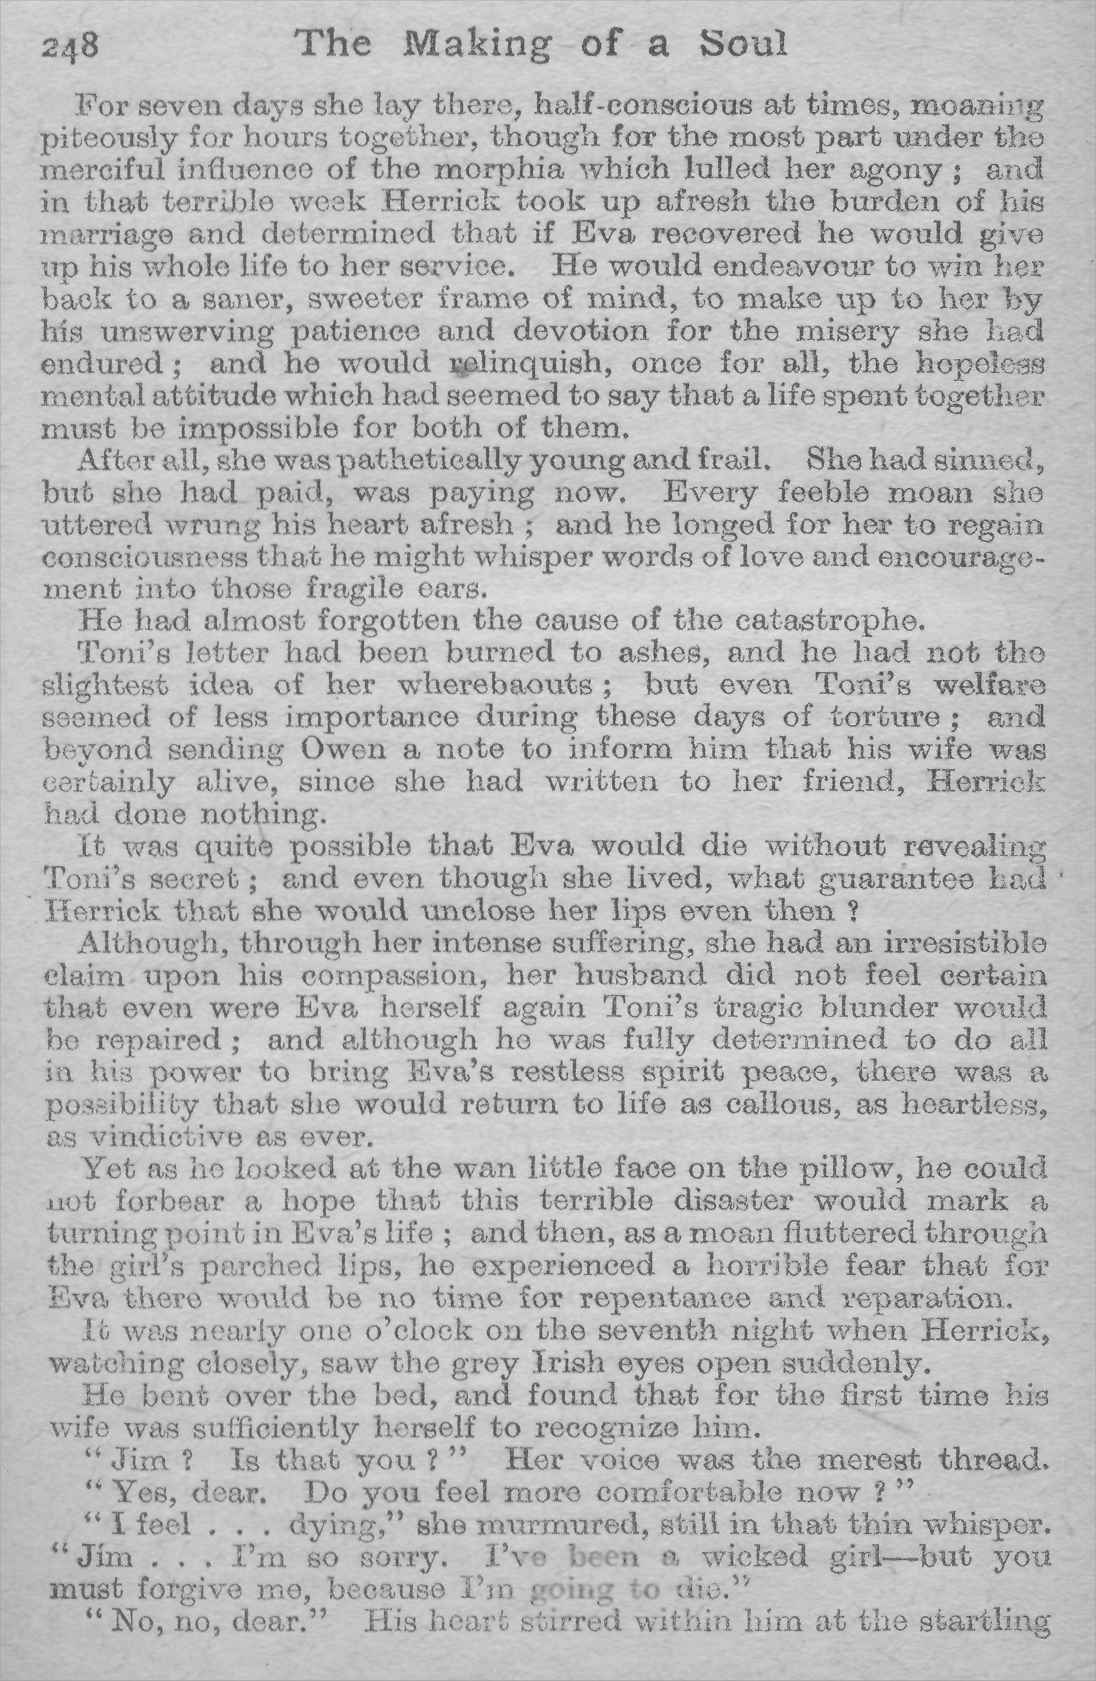 248 The Making of a Soul
For seven days she lay there, half-conscious at times, moaning
piteously for hours together, though for the most part under the
merciful influence of the morphia which lulled her agony ; and
in that terrible week Herrick took up afresh the burden of his
marriage and determined that if Eva recovered he would give
up his whole life to her service. He would endeavour to win her
back to a saner, sweeter frame of mind, to make up to her by
his unswerving patience and devotion for the misery she had
endured ; and he would relinquish, once for all, the hopeless
mental attitude which had seemed to say that a life spent together
must be impossible for both of them.
After all, she was pathetically young and frail. She had sinned,
but she had paid, was paying now. Every feeble moan she
uttered wrung his heart afresh ; and he longed for her to regain
consciousness that he might whisper words of love and encourage-
ment into those fragile ears.
He had almost forgotten the cause of the catastrophe.
Toni's letter had been burned to ashes, and he had not the
slightest idea of her wherebaouts ; but even Toni's welfare
seemed of less importance during these days of torture ; and
beyond sending Owen a note to inform him that his wife was
certainly alive, since she had written to her friend, Herrick
had done nothing.
It was quite possible that Eva would die without revealing
Toni's secret ; and even though she lived, what guarantee had
Herrick that she would unclose her lips even then ?
Although, through her intense suffering, she had an irresistible
claim upon his compassion, her husband did not feel certain
that even were Eva herself again Toni's tragic blunder would
be repaired ; and although he was fully determined to do all
in his power to bring Eva's restless spirit peace, there was a
possibility that she would return to life as callous, as heartless,
as vindictive as ever.
Yet as he looked at the wan little face on the pillow, he could
not forbear a hope that this terrible disaster would mark a
turning point in Eva's life ; and then, as a moan fluttered through
the girl's parched lips, he experienced a horrible fear that for
Eva there would be no time for repentance and reparation.
It was nearly one o'clock on the seventh night when Herrick,
watching closely, saw the grey Irish eyes open suddenly.
He bent over the bed, and found that for the first time his
wife was sufficiently herself to recognize him.
“ Jim ? Is that you ? ” Her voice was the merest thread.
“ Yes, dear. Do you feel more comfortable now ? ”
“ I feel . . . dying,” she murmured, still in that thin whisper.
“ Jim . . . I'm so sorry. I've been a wicked girl—but you
must forgive me, because I'm going to die.”
“ No, no, dear.” His heart stirred within him at the startling